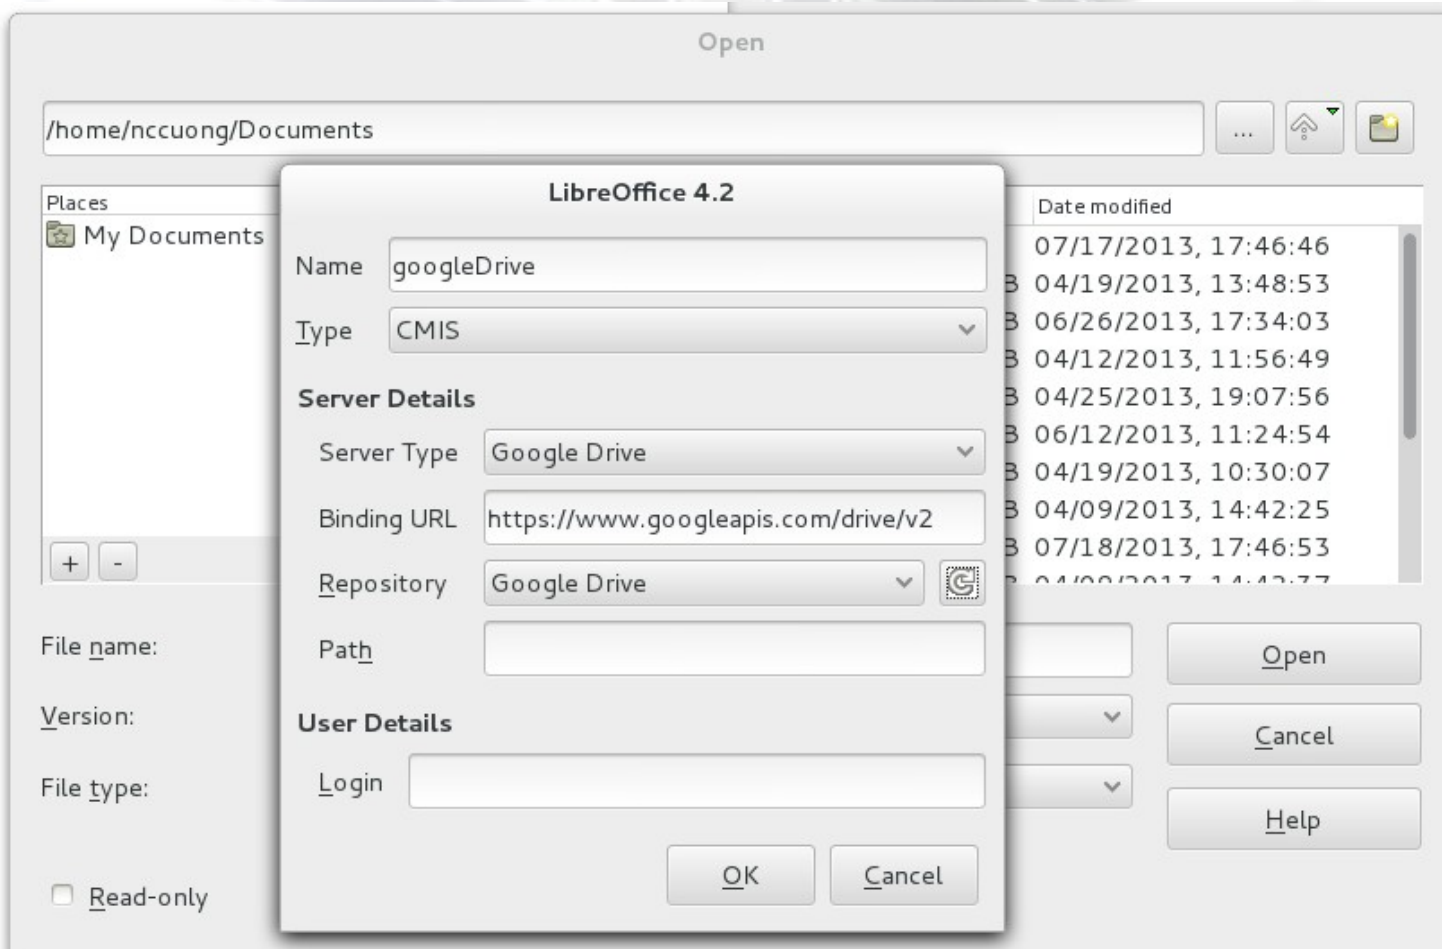 Open
/home/nccuong/Documents
...
Places
My Documents
+ -
LibreOffice 4.2
Name googleDrive
Type CMIS
Server Details
Server Type Google Drive
Binding URL https://www.googleapis.com/drive/v2
Repository Google Drive
Path
User Details
Login
OK Cancel
Date modified
07/17/2013, 17:46:46
B 04/19/2013, 13:48:53
B 06/26/2013, 17:34:03
B 04/12/2013, 11:56:49
B 04/25/2013, 19:07:56
B 06/12/2013, 11:24:54
B 04/19/2013, 10:30:07
B 04/09/2013, 14:42:25
B 07/18/2013, 17:46:53
File name:
Version:
File type:
Read-only
Open
Cancel
Help